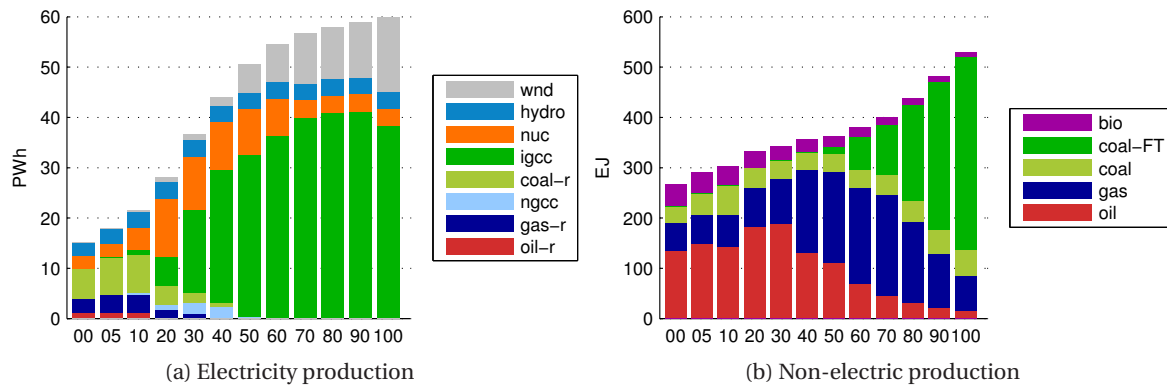 60
50
40
30
20
10
0
PWh
00 05 10 20 30 40 50 60 70 80 90 100
wnd
hydro
nuc
igcc
coal−r
ngcc
gas−r
oil−r
(a) Electricity production
600
500
400
300
200
100
0
EJ
00 05 10 20 30 40 50 60 70 80 90 100
bio
coal−FT
coal
gas
oil
(b) Non-electric production